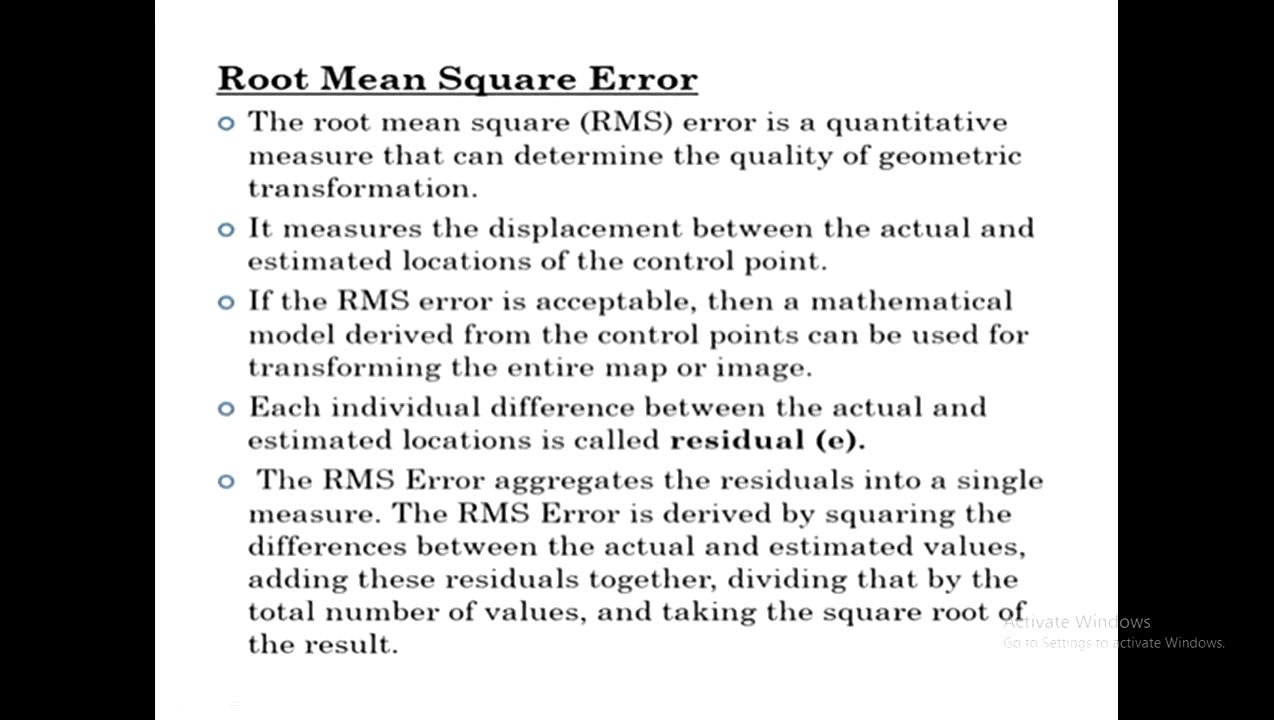 Root Mean Square Error
The root mean square (RMS) error is a quantitative
measure that can determine the quality of geometric
transformation.
It measures the displacement between the actual and
estimated locations of the control point.
If the RMS error is acceptable, then a mathematical
model derived from the control points can be used for
transforming the entire map or image.
Each individual difference between the actual and
estimated locations is called residual (e).
The RMS Error aggregates the residuals into a single
measure. The RMS Error is derived by squaring the
differences between the actual and estimated values,
adding these residuals together, dividing that by the
total number of values, and taking the square root of
the result.
Activate Windows
Go to Settings to activate Windows.